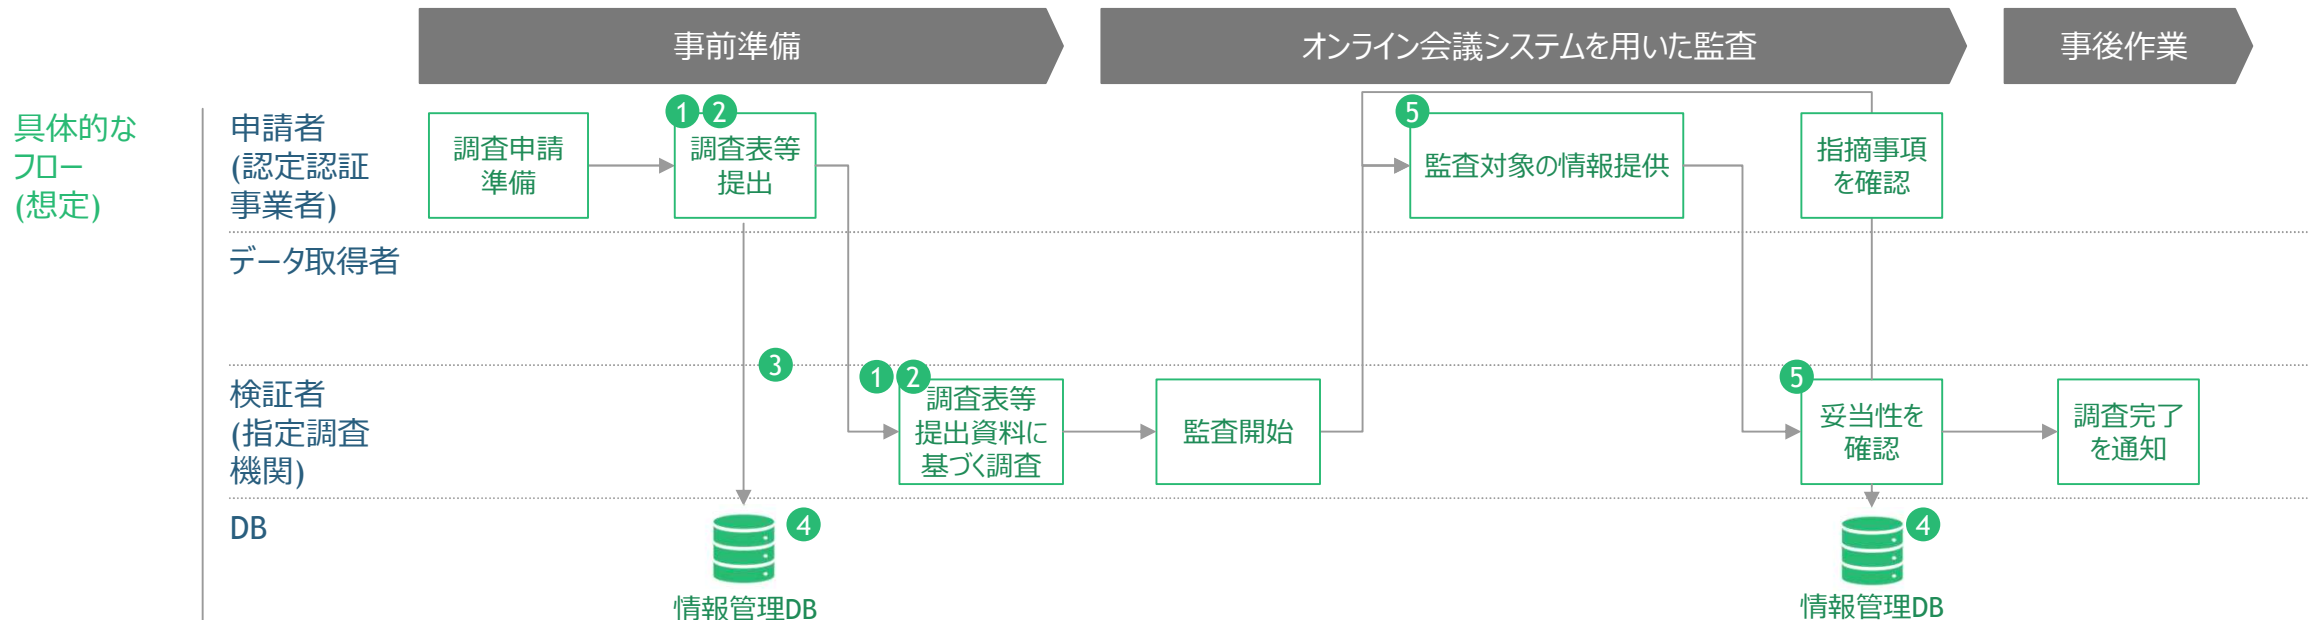 事前準備
オンライン会議システムを用いた監査
事後作業
具体的な
フロー
(想定)
申請者
(認定認証
事業者)
調査申請
準備
1 2
調査表等
提出
5
監査対象の情報提供
指摘事項
を確認
データ取得者
3
検証者
(指定調査
機関)
1 2
調査表等
提出資料に
基づく調査
監査開始
5
妥当性を
確認
調査完了
を通知
DB
4
情報管理DB
4
情報管理DB